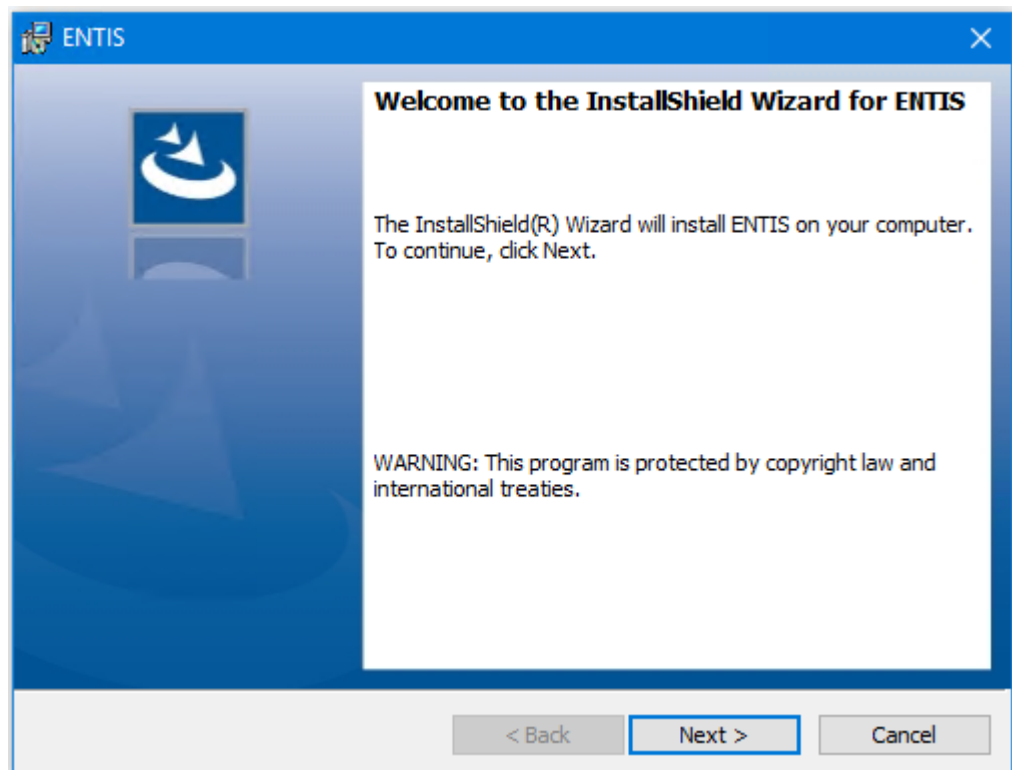 ENTIS
Welcome to the InstallShield Wizard for ENTIS
The InstallShield(R) Wizard will install ENTIS on your computer.
To continue, click Next.
WARNING: This program is protected by copyright law and
international treaties.
< Back
Next >
Cancel